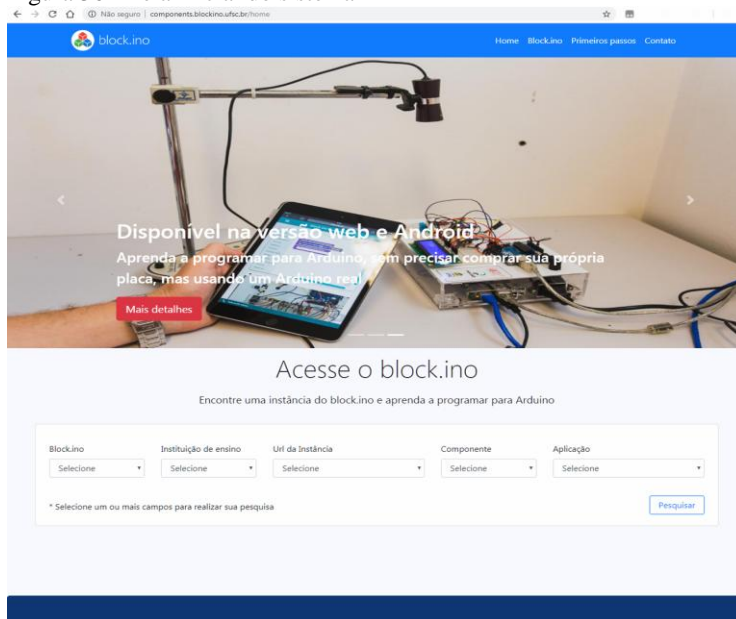 Não seguro | components.blockino.ufsc.br/home
block.ino
Home Block.ino Primeiros passos Contato
Disponível na versão web e Android
Aprenda a programar para Arduino, sem precisar comprar sua própria
placa, mas usando um Arduino real
Mais detalhes
Acesse o block.ino
Encontre uma instância do block.ino e aprenda a programar para Arduino
Block.ino Instituição de ensino Url da Instância Componente Aplicação
Selecione Selecione Selecione Selecione Selecione
* Selecione um ou mais campos para realizar sua pesquisa
Pesquisar